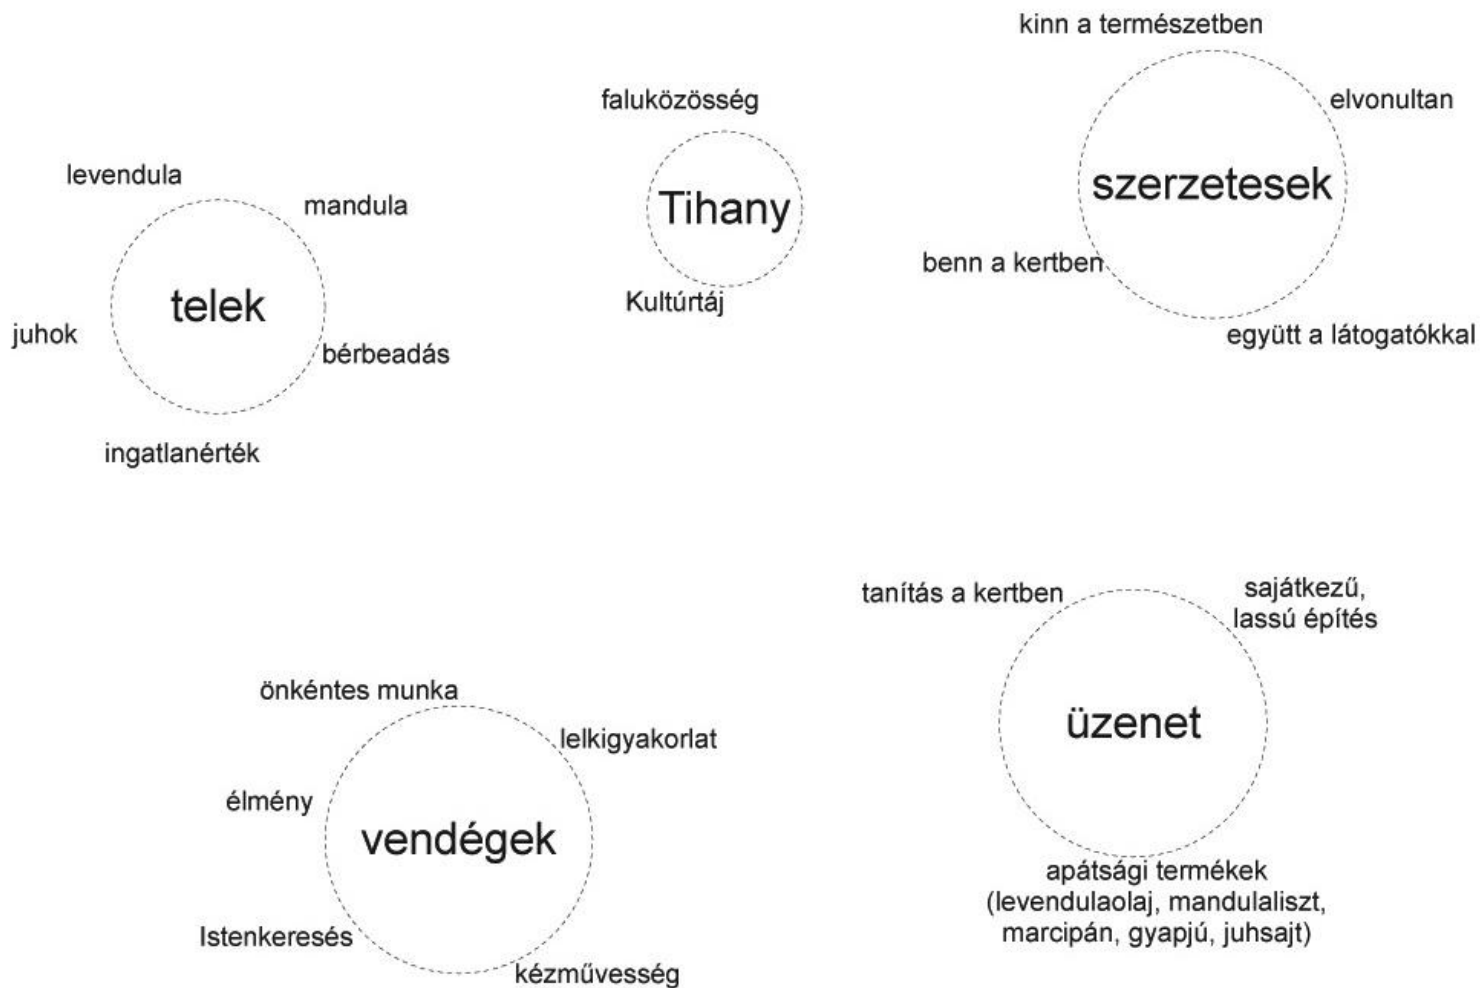 kinn a természetben
elvonultan
szerzetesek
benn a kertben
együtt a látogatókkal
faluközösség
Tihany
Kultúrtáj
levendula
mandula
telek
juhok
bérbeadás
ingatlanérték
tanítás a kertben
sajátkezű,
lassú építés
üzenet
apátsági termékek
(levendulaolaj, mandulaliszt,
marcipán, gyapjú, juhsajt)
önkéntes munka
lelkigyakorlat
élmény
vendégek
Istenkeresés
kézművesség